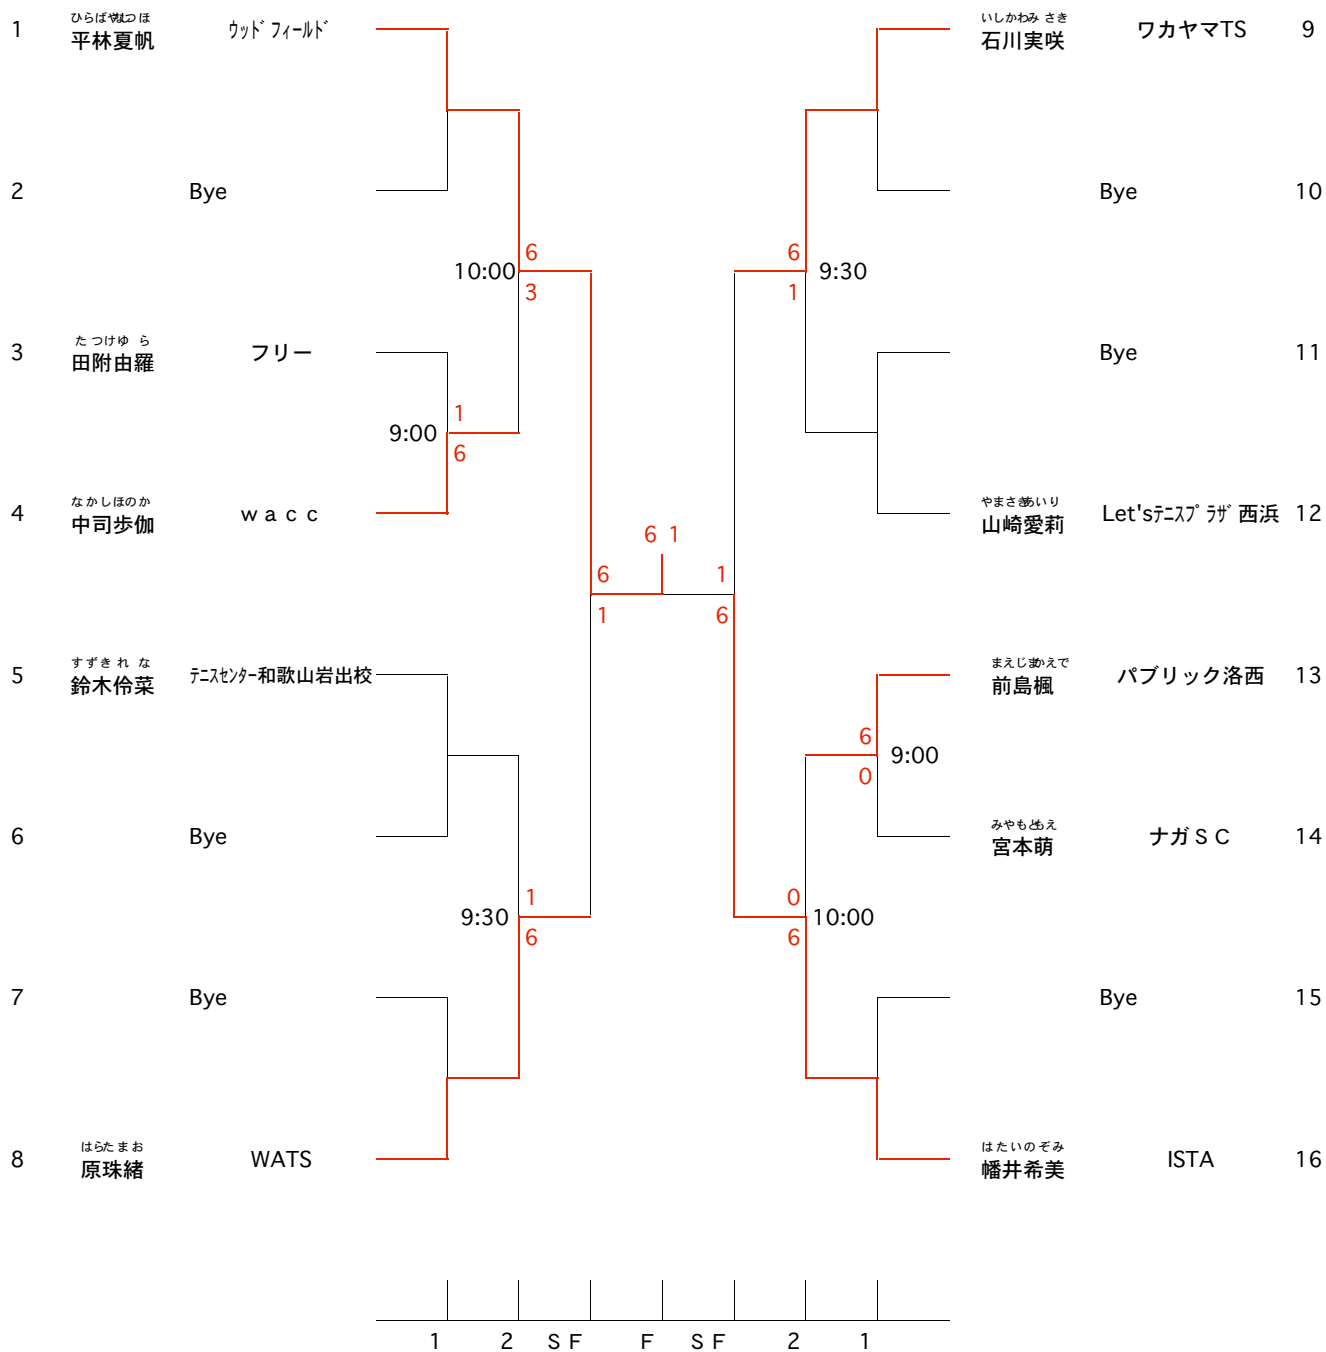 ひらばやしなつほ
1 平林夏帆 ｳｯﾄﾞﾌｨｰﾙﾄﾞ
2 Bye
6
10:00
3
たつけゆら
3 田附由羅 フリー
1
9:00
6
なかしほのか
4 中司歩伽 ｗａｃｃ
6
1
すずきれな
5 鈴木伶菜 ﾃﾆｽｾﾝﾀｰ和歌山岩出校
6 Bye
1
9:30
6
7 Bye
はらたまお
8 原珠緒 WATS
6 1
いしかわみさき
石川実咲 ワカヤマTS 9
Bye 10
6
9:30
1
Bye 11
やまさきあいり
山崎愛莉 Let'sﾃﾆｽﾌﾟﾗｻﾞ西浜 12
1
6
まえじまかえで
前島楓 パブリック洛西 13
6
9:00
0
みやもともえ
宮本萌 ナガＳＣ 14
0
10:00
6
Bye 15
はたいのぞみ
幡井希美 ISTA 16
1 2 ＳＦ Ｆ ＳＦ 2 1